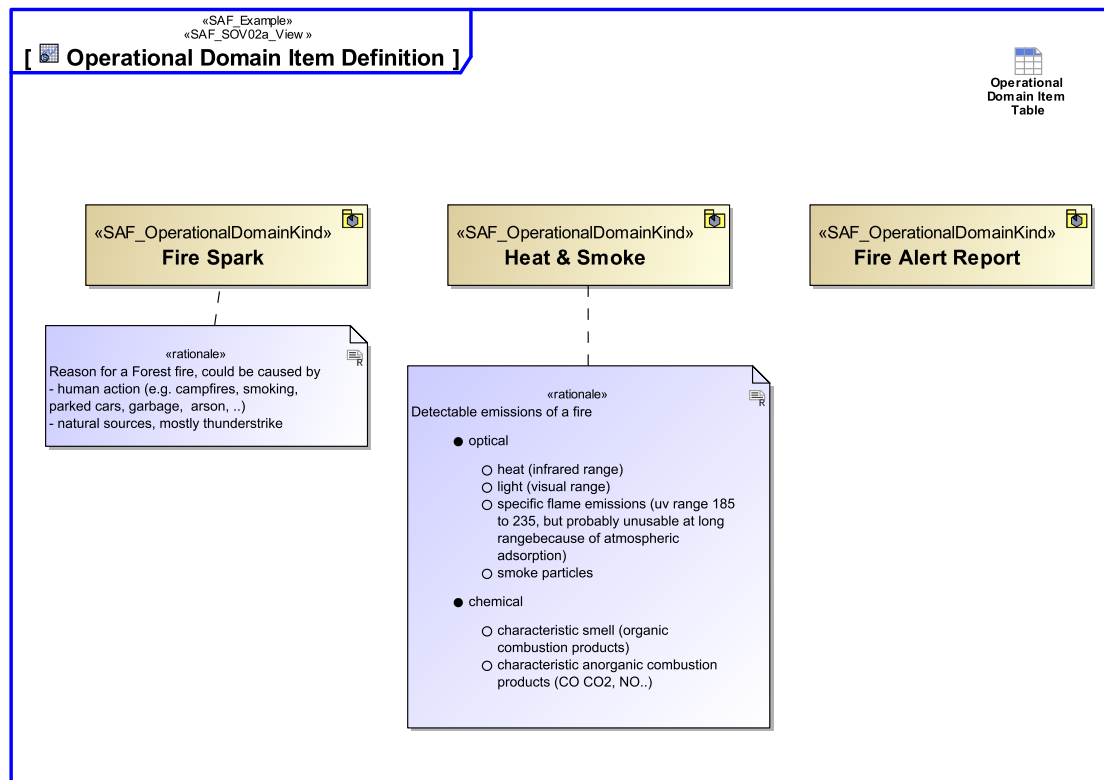 «SAF_Example»
«SAF_SOV02a_View »
[ Operational Domain Item Definition ]
Operational
Domain Item
Table
«SAF_OperationalDomainKind»
Fire Spark
«SAF_OperationalDomainKind»
Heat & Smoke
«SAF_OperationalDomainKind»
Fire Alert Report
«rationale»
R
Reason for a Forest fire, could be caused by
- human action (e.g. campfires, smoking,
parked cars, garbage,  arson, ..)
- natural sources, mostly thunderstrike
«rationale»
R
Detectable emissions of a fire
● optical
○ heat (infrared range)
○ light (visual range)
○ specific flame emissions (uv range 185
to 235, but probably unusable at long
rangebecause of atmospheric
adsorption)
○ smoke particles
● chemical
○ characteristic smell (organic
combustion products)
○ characteristic anorganic combustion
products (CO CO2, NO..)